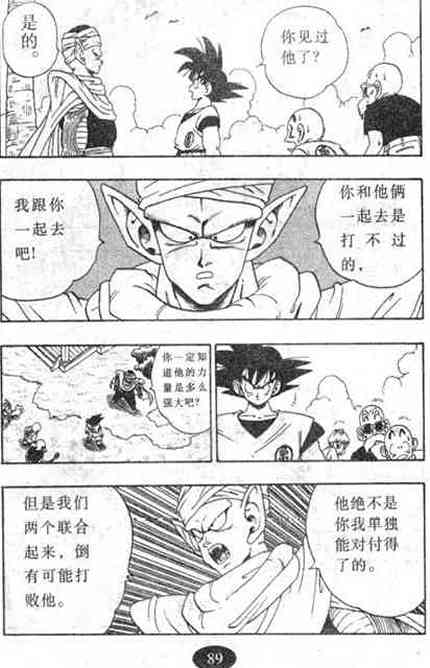 你见过
他了?
是
的。
你和他俩
一起去是
打不过
的,
我跟你
一起去
吧!
你一定知
道他的力
量是多么
强大吧?
他绝不是
你我单独
能对付得
了的。
但是我们
两个联合
起来，倒
有可能打
败他。
89